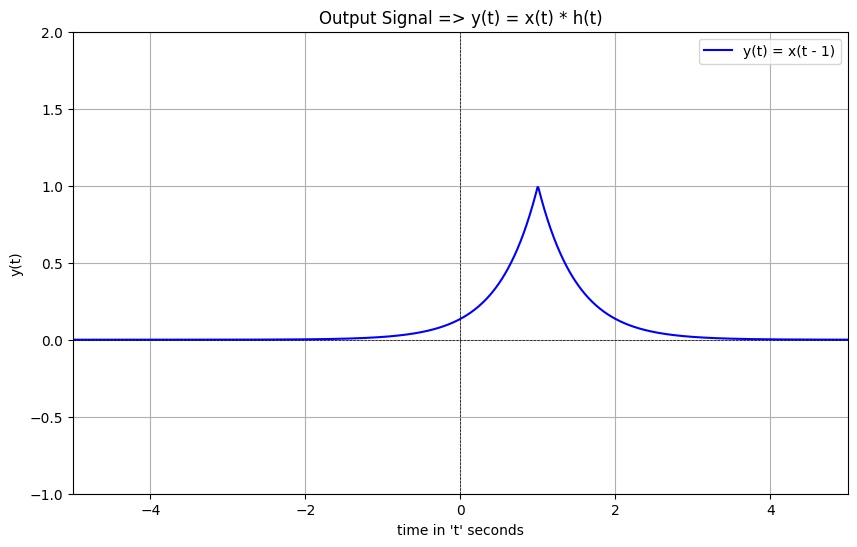 Output Signal => y(t) = x(t) * h(t)
y(t) = x(t - 1)
y(t)
2.0
1.5
1.0
0.5
0.0
−0.5
−1.0
−4 −2 0 2 4
time in 't' seconds